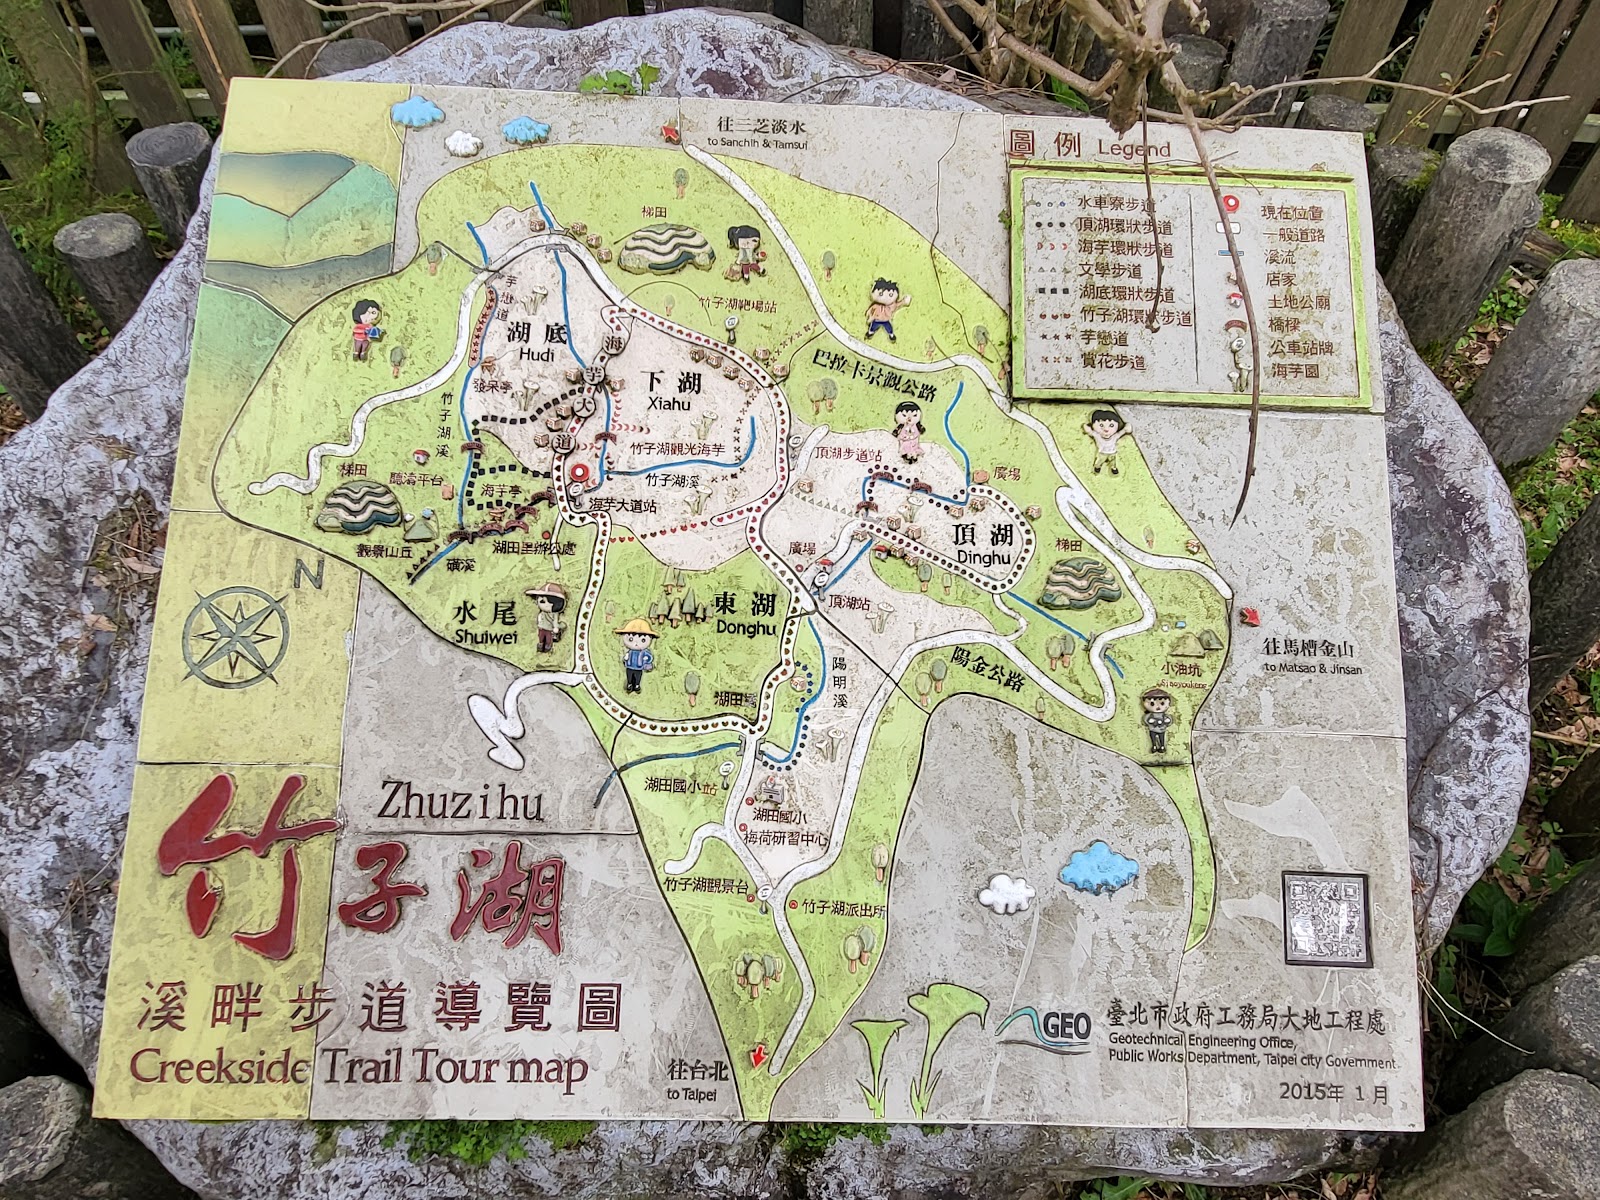 往三芝淡水
to Sanchih & Tamsui
圖例 Legend
水車寮步道
頂湖環狀步道
海芋環狀步道
文學步道
湖底環狀步道
竹子湖環狀步道
芋戀道
賞花步道
現在位置
一般道路
溪流
店家
土地公廟
橋樑
公車站牌
海芋園
梯田
竹子湖靶場站
芋戀道
湖底
Hudi
海
芋
大
道
下湖
Xiahu
發呆亭
竹子湖溪
巴拉卡景觀公路
竹子湖觀光海芋
竹子湖溪
頂湖步道站
廣場
梯田
聽濤平台
海芋亭
海芋大道站
觀景山丘
礦溪
湖田里辦公處
頂湖
Dinghu
梯田
廣場
頂湖站
水尾
Shuiwei
東湖
Donghu
陽明溪
陽金公路
小油坑
往馬槽金山
to Matsao & Jinsan
N
湖田國小站
湖田國小
梅荷研習中心
竹子湖觀景台
竹子湖派出所
Zhuzihu
竹子湖
溪畔步道導覽圖
Creekside Trail Tour map
往台北
to Taipei
GEO
臺北市政府工務局大地工程處
Geotechnical Engineering Office,
Public Works Department, Taipei city Government
2015年 1 月